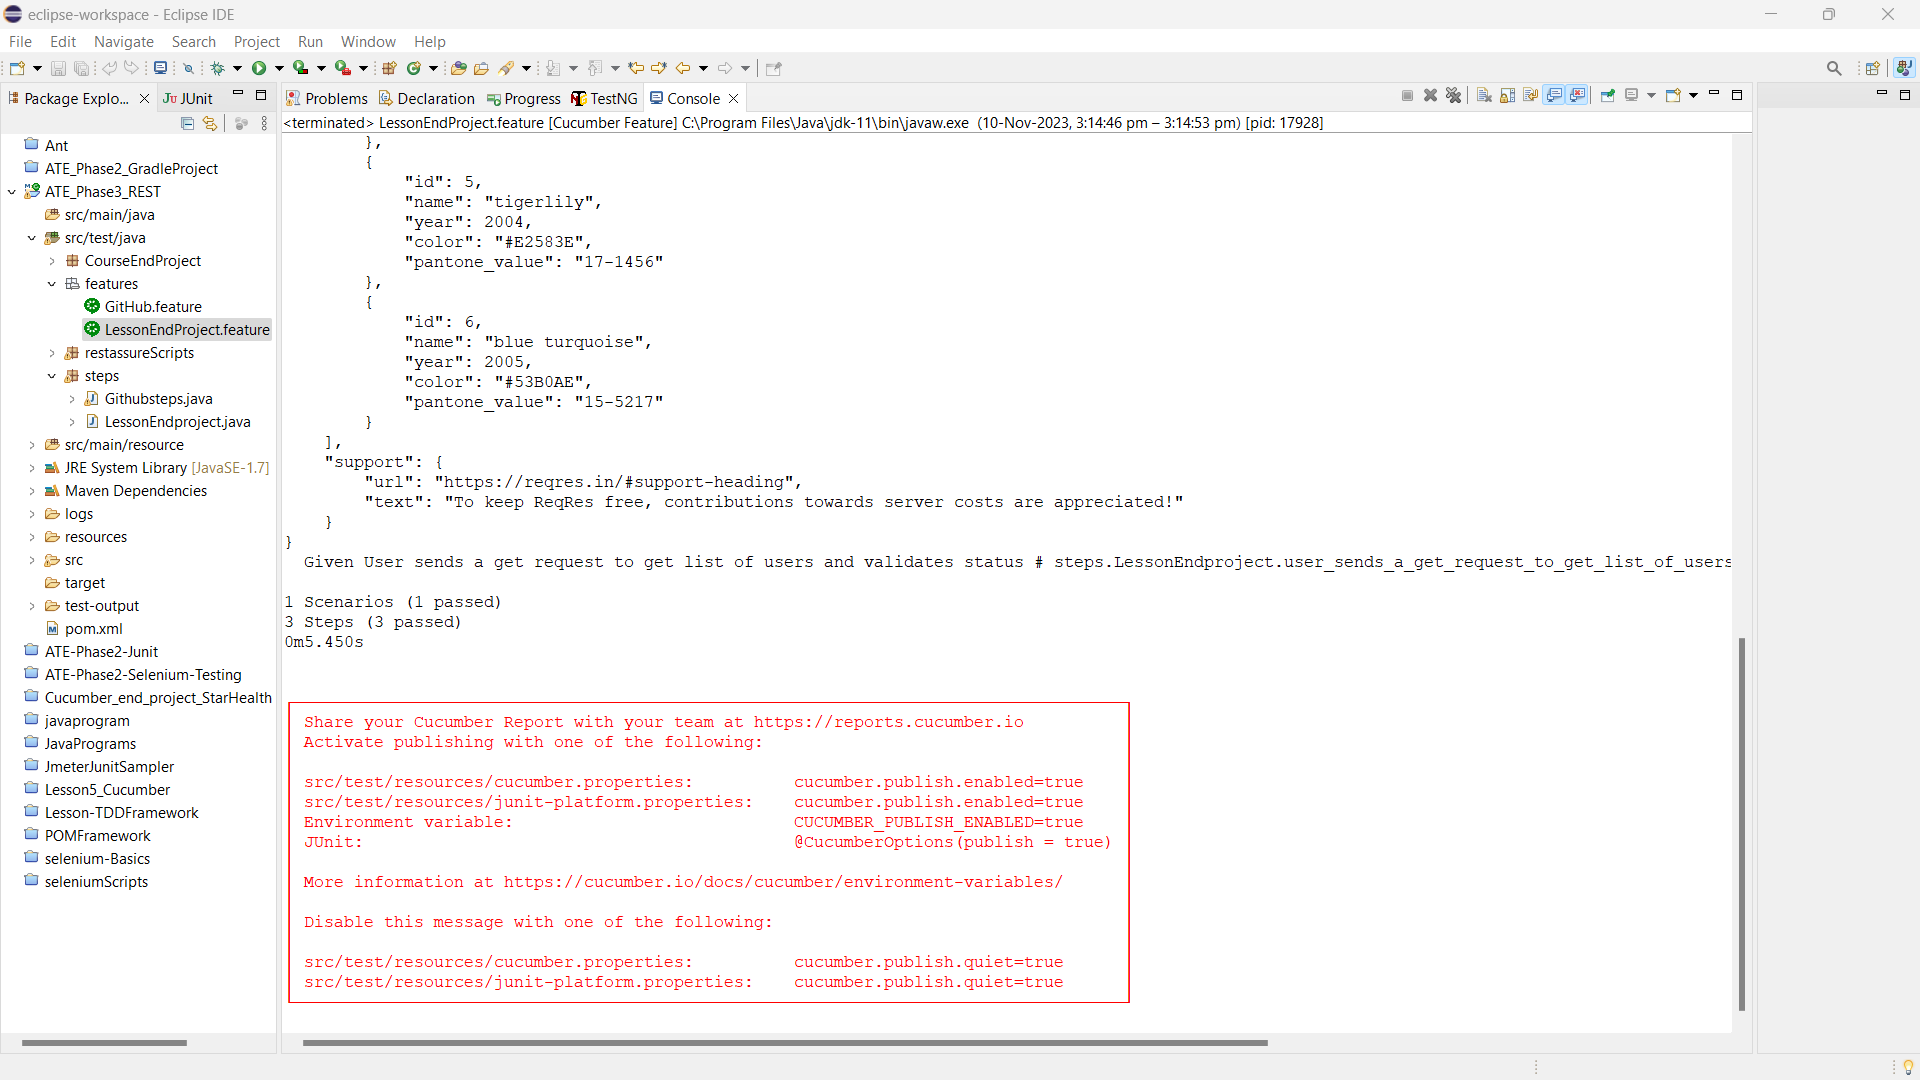 eclipse-workspace - Eclipse IDE
File Edit Navigate Search Project Run Window Help
Package Explo... JUnit
Problems Declaration Progress TestNG Console
<terminated> LessonEndProject.feature [Cucumber Feature] C:\Program Files\Java\jdk-11\bin\javaw.exe (10-Nov-2023, 3:14:46 pm – 3:14:53 pm) [pid: 17928]
Ant
ATE_Phase2_GradleProject
ATE_Phase3_REST
src/main/java
src/test/java
CourseEndProject
features
GitHub.feature
LessonEndProject.feature
restassureScripts
steps
Githubsteps.java
LessonEndproject.java
src/main/resource
JRE System Library [JavaSE-1.7]
Maven Dependencies
logs
resources
src
target
test-output
pom.xml
ATE-Phase2-Junit
ATE-Phase2-Selenium-Testing
Cucumber_end_project_StarHealth
javaprogram
JavaPrograms
JmeterJunitSampler
Lesson5_Cucumber
Lesson-TDDFramework
POMFramework
selenium-Basics
seleniumScripts
},
{
"id": 5,
"name": "tigerlily",
"year": 2004,
"color": "#E2583E",
"pantone_value": "17-1456"
},
{
"id": 6,
"name": "blue turquoise",
"year": 2005,
"color": "#53B0AE",
"pantone_value": "15-5217"
}
],
"support": {
"url": "https://reqres.in/#support-heading",
"text": "To keep ReqRes free, contributions towards server costs are appreciated!"
}
}
Given User sends a get request to get list of users and validates status # steps.LessonEndproject.user_sends_a_get_request_to_get_list_of_users
1 Scenarios (1 passed)
3 Steps (3 passed)
0m5.450s
Share your Cucumber Report with your team at https://reports.cucumber.io
Activate publishing with one of the following:
src/test/resources/cucumber.properties: cucumber.publish.enabled=true
src/test/resources/junit-platform.properties: cucumber.publish.enabled=true
Environment variable: CUCUMBER_PUBLISH_ENABLED=true
JUnit: @CucumberOptions(publish = true)
More information at https://cucumber.io/docs/cucumber/environment-variables/
Disable this message with one of the following:
src/test/resources/cucumber.properties: cucumber.publish.quiet=true
src/test/resources/junit-platform.properties: cucumber.publish.quiet=true